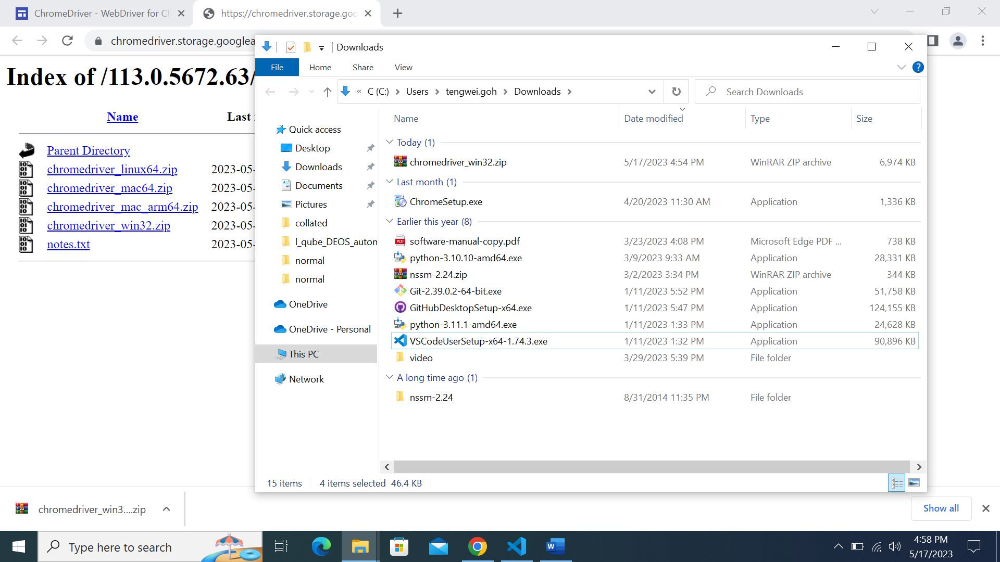 ChromeDriver - WebDriver for Ch
https://chromedriver.storage.goo
chromedriver.storage.googlea
Index of /113.0.5672.63/
Name
Last
Parent Directory
chromedriver_linux64.zip 2023-05-
chromedriver_mac64.zip 2023-05-
chromedriver_mac_arm64.zip 2023-05-
chromedriver_win32.zip 2023-05-
notes.txt 2023-05-
Downloads
File Home Share View
?
« C (C:) Users tengwei.goh Downloads
Search Downloads
Quick access
Desktop
Downloads
Documents
Pictures
collated
l_qube_DEOS_autom
normal
normal
OneDrive
OneDrive - Personal
This PC
Network
Name Date modified Type Size
Today (1)
chromedriver_win32.zip 5/17/2023 4:54 PM WinRAR ZIP archive 6,974 KB
Last month (1)
ChromeSetup.exe 4/20/2023 11:30 AM Application 1,336 KB
Earlier this year (8)
PDF software-manual-copy.pdf 3/23/2023 4:08 PM Microsoft Edge PDF ... 738 KB
python-3.10.10-amd64.exe 3/9/2023 9:33 AM Application 28,331 KB
nssm-2.24.zip 3/2/2023 3:34 PM WinRAR ZIP archive 344 KB
Git-2.39.0.2-64-bit.exe 1/11/2023 5:52 PM Application 51,758 KB
GitHubDesktopSetup-x64.exe 1/11/2023 5:47 PM Application 124,155 KB
python-3.11.1-amd64.exe 1/11/2023 1:33 PM Application 24,628 KB
VSCodeUserSetup-x64-1.74.3.exe 1/11/2023 1:32 PM Application 90,896 KB
video 3/29/2023 5:39 PM File folder
A long time ago (1)
nssm-2.24 8/31/2014 11:35 PM File folder
15 items 4 items selected 46.4 KB
chromedriver_win3....zip
Show all
Type here to search
W
4:58 PM
5/17/2023